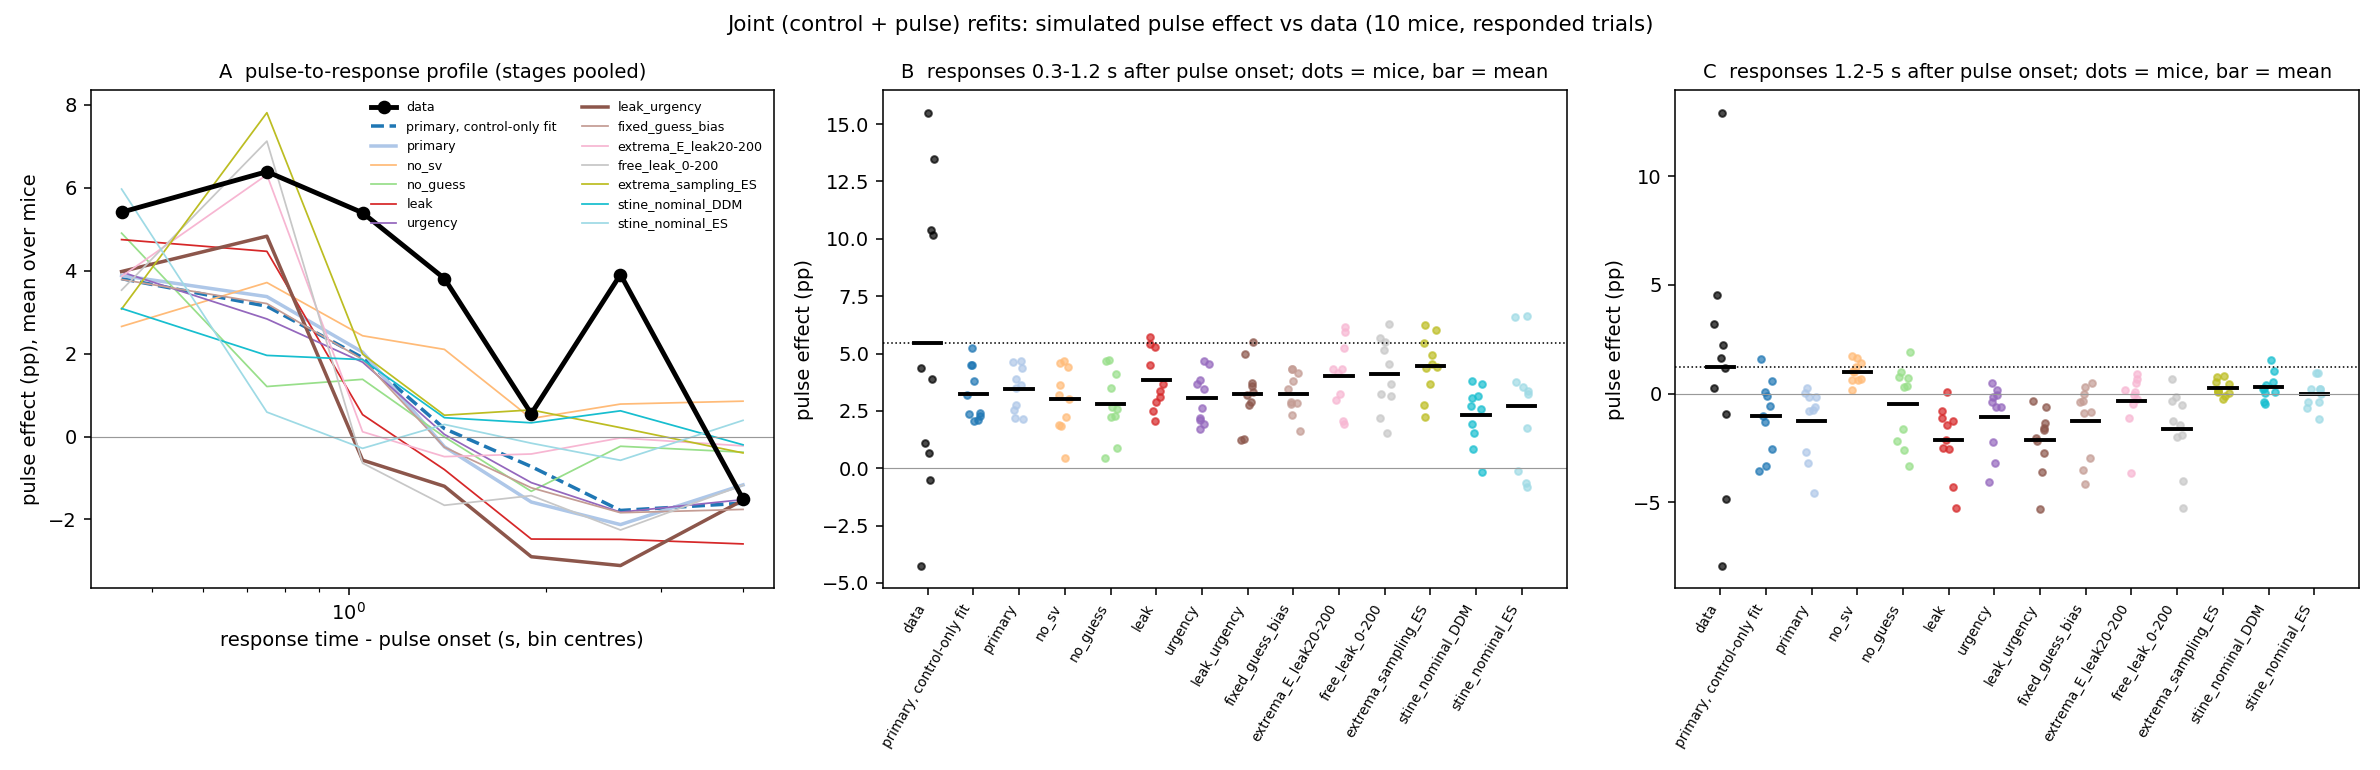 Joint (control + pulse) refits: simulated pulse effect vs data (10 mice, responded trials)
A  pulse-to-response profile (stages pooled)
pulse effect (pp), mean over mice
8
6
4
2
0
−2
data
primary, control-only fit
primary
no_sv
no_guess
leak
urgency
leak_urgency
fixed_guess_bias
extrema_E_leak20-200
free_leak_0-200
extrema_sampling_ES
stine_nominal_DDM
stine_nominal_ES
10⁰
response time - pulse onset (s, bin centres)
B  responses 0.3-1.2 s after pulse onset; dots = mice, bar = mean
pulse effect (pp)
15.0
12.5
10.0
7.5
5.0
2.5
0.0
−2.5
−5.0
data
primary, control-only fit
primary
no_sv
no_guess
leak
urgency
leak_urgency
fixed_guess_bias
extrema_E_leak20-200
free_leak_0-200
extrema_sampling_ES
stine_nominal_DDM
stine_nominal_ES
C  responses 1.2-5 s after pulse onset; dots = mice, bar = mean
pulse effect (pp)
10
5
0
−5
data
primary, control-only fit
primary
no_sv
no_guess
leak
urgency
leak_urgency
fixed_guess_bias
extrema_E_leak20-200
free_leak_0-200
extrema_sampling_ES
stine_nominal_DDM
stine_nominal_ES